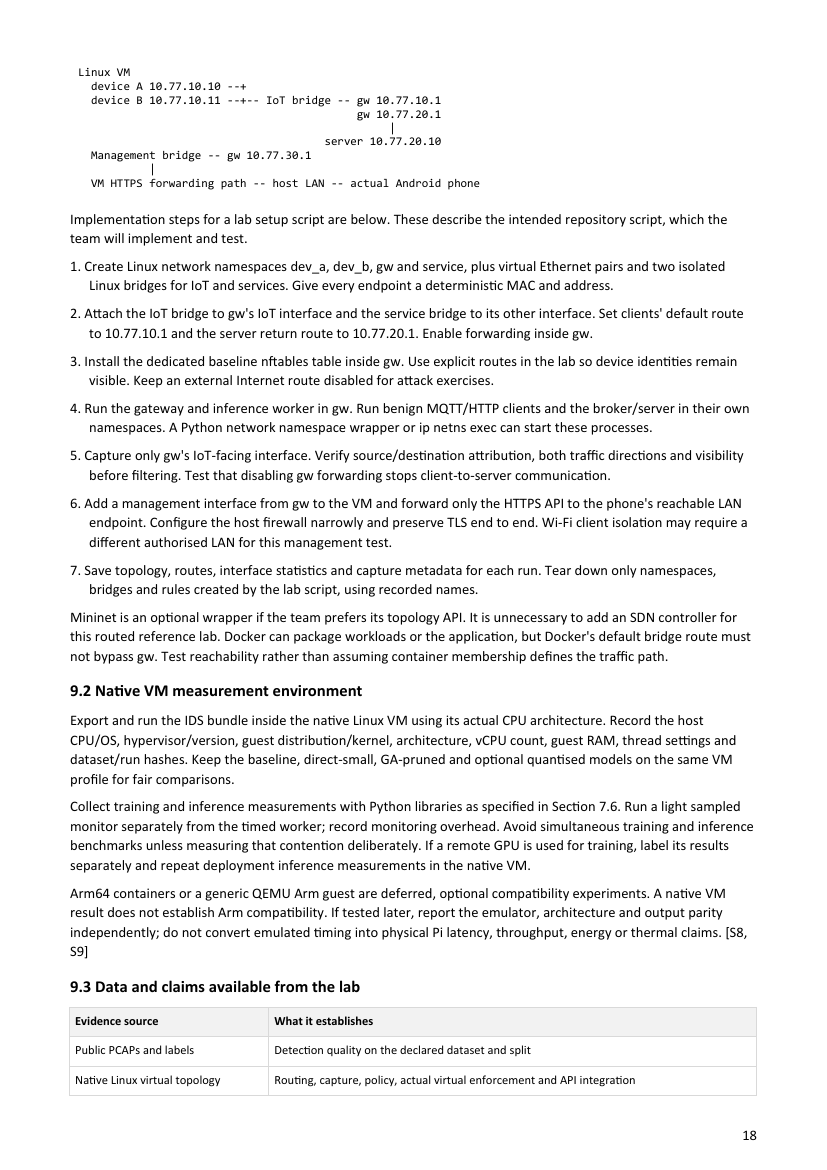 Linux VM
device A 10.77.10.10 --+
device B 10.77.10.11 --+-- IoT bridge -- gw 10.77.10.1
gw 10.77.20.1
|
server 10.77.20.10
Management bridge -- gw 10.77.30.1
|
VM HTTPS forwarding path -- host LAN -- actual Android phone
Implementation steps for a lab setup script are below. These describe the intended repository script, which the
team will implement and test.
1. Create Linux network namespaces dev_a, dev_b, gw and service, plus virtual Ethernet pairs and two isolated
Linux bridges for IoT and services. Give every endpoint a deterministic MAC and address.
2. Attach the IoT bridge to gw's IoT interface and the service bridge to its other interface. Set clients' default route
to 10.77.10.1 and the server return route to 10.77.20.1. Enable forwarding inside gw.
3. Install the dedicated baseline nftables table inside gw. Use explicit routes in the lab so device identities remain
visible. Keep an external Internet route disabled for attack exercises.
4. Run the gateway and inference worker in gw. Run benign MQTT/HTTP clients and the broker/server in their own
namespaces. A Python network namespace wrapper or ip netns exec can start these processes.
5. Capture only gw's IoT-facing interface. Verify source/destination attribution, both traffic directions and visibility
before filtering. Test that disabling gw forwarding stops client-to-server communication.
6. Add a management interface from gw to the VM and forward only the HTTPS API to the phone's reachable LAN
endpoint. Configure the host firewall narrowly and preserve TLS end to end. Wi-Fi client isolation may require a
different authorised LAN for this management test.
7. Save topology, routes, interface statistics and capture metadata for each run. Tear down only namespaces,
bridges and rules created by the lab script, using recorded names.
Mininet is an optional wrapper if the team prefers its topology API. It is unnecessary to add an SDN controller for
this routed reference lab. Docker can package workloads or the application, but Docker's default bridge route must
not bypass gw. Test reachability rather than assuming container membership defines the traffic path.
9.2 Native VM measurement environment
Export and run the IDS bundle inside the native Linux VM using its actual CPU architecture. Record the host
CPU/OS, hypervisor/version, guest distribution/kernel, architecture, vCPU count, guest RAM, thread settings and
dataset/run hashes. Keep the baseline, direct-small, GA-pruned and optional quantised models on the same VM
profile for fair comparisons.
Collect training and inference measurements with Python libraries as specified in Section 7.6. Run a light sampled
monitor separately from the timed worker; record monitoring overhead. Avoid simultaneous training and inference
benchmarks unless measuring that contention deliberately. If a remote GPU is used for training, label its results
separately and repeat deployment inference measurements in the native VM.
Arm64 containers or a generic QEMU Arm guest are deferred, optional compatibility experiments. A native VM
result does not establish Arm compatibility. If tested later, report the emulator, architecture and output parity
independently; do not convert emulated timing into physical Pi latency, throughput, energy or thermal claims. [S8,
S9]
9.3 Data and claims available from the lab
Evidence source What it establishes
Public PCAPs and labels Detection quality on the declared dataset and split
Native Linux virtual topology Routing, capture, policy, actual virtual enforcement and API integration
18